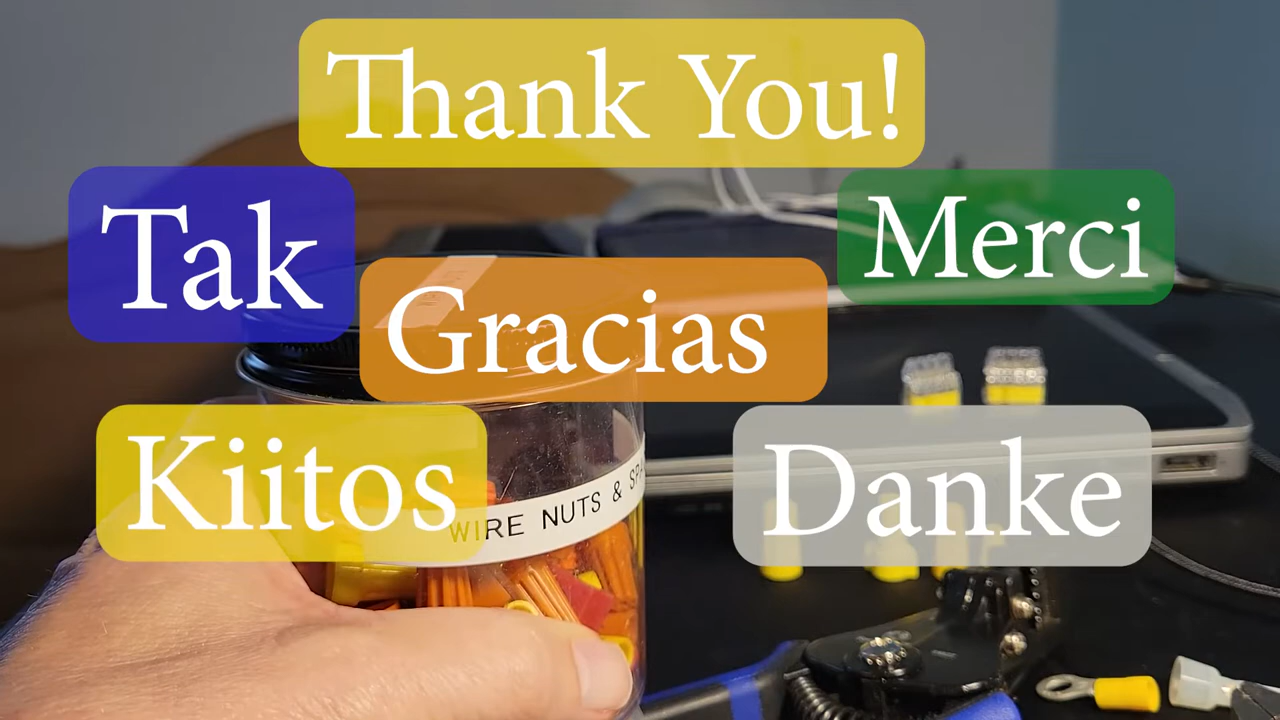 Thank You!
Tak
Merci
Gracias
Kiitos
Danke
WIRE NUTS &